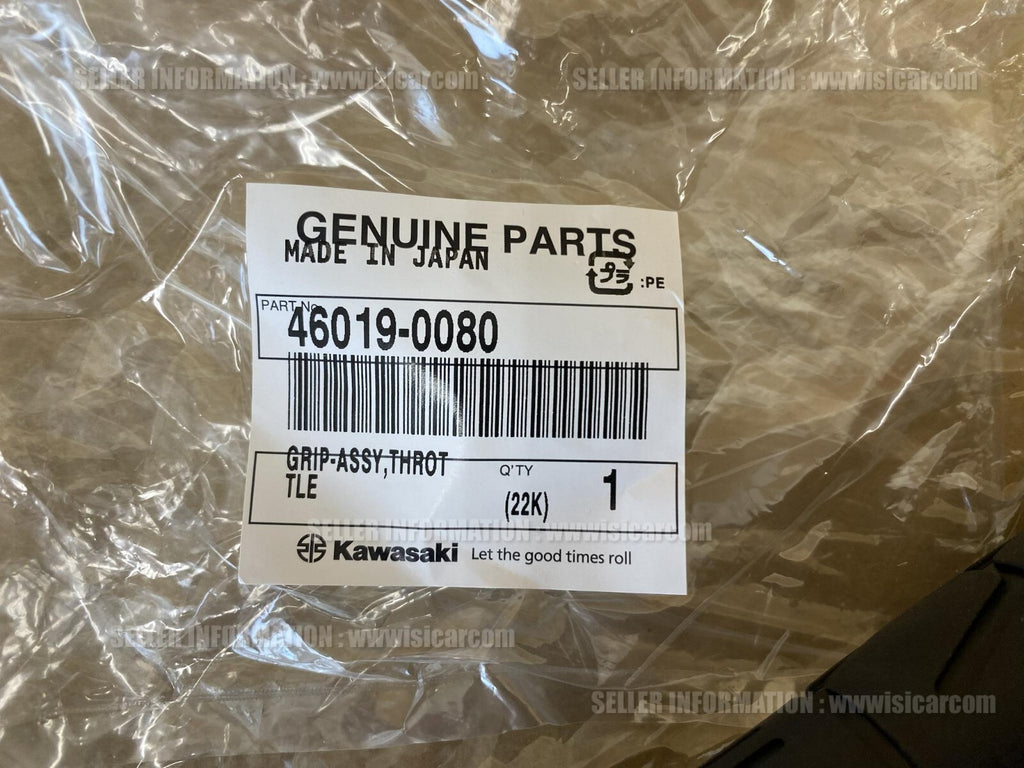 SELLER INFORMATION : wwwisicarcom
SELLER INFORMATION : wwwisicarcom
GENUINE PARTS
MADE IN JAPAN
プラ :PE
PART No.
46019-0080
GRIP-ASSY,THROT
TLE
Q'TY
(22K)
1
SELLER INFORMATION : wwwisicarcom
Kawasaki Let the good times roll
SELLER INFORMATION : wwwisicarcom
SELLER INFORMATION : wwwisicarcom